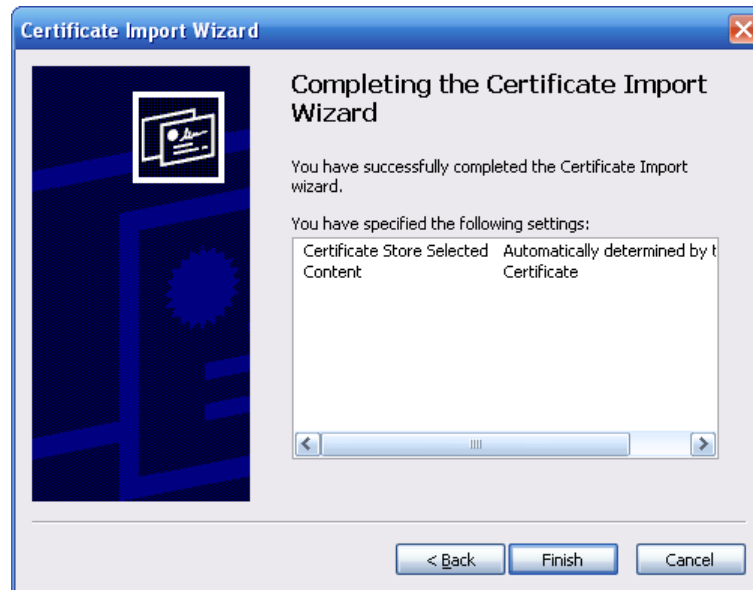 Certificate Import Wizard
Completing the Certificate Import
Wizard
You have successfully completed the Certificate Import
wizard.
You have specified the following settings:
Certificate Store Selected Automatically determined by t
Content Certificate
< Back Finish Cancel